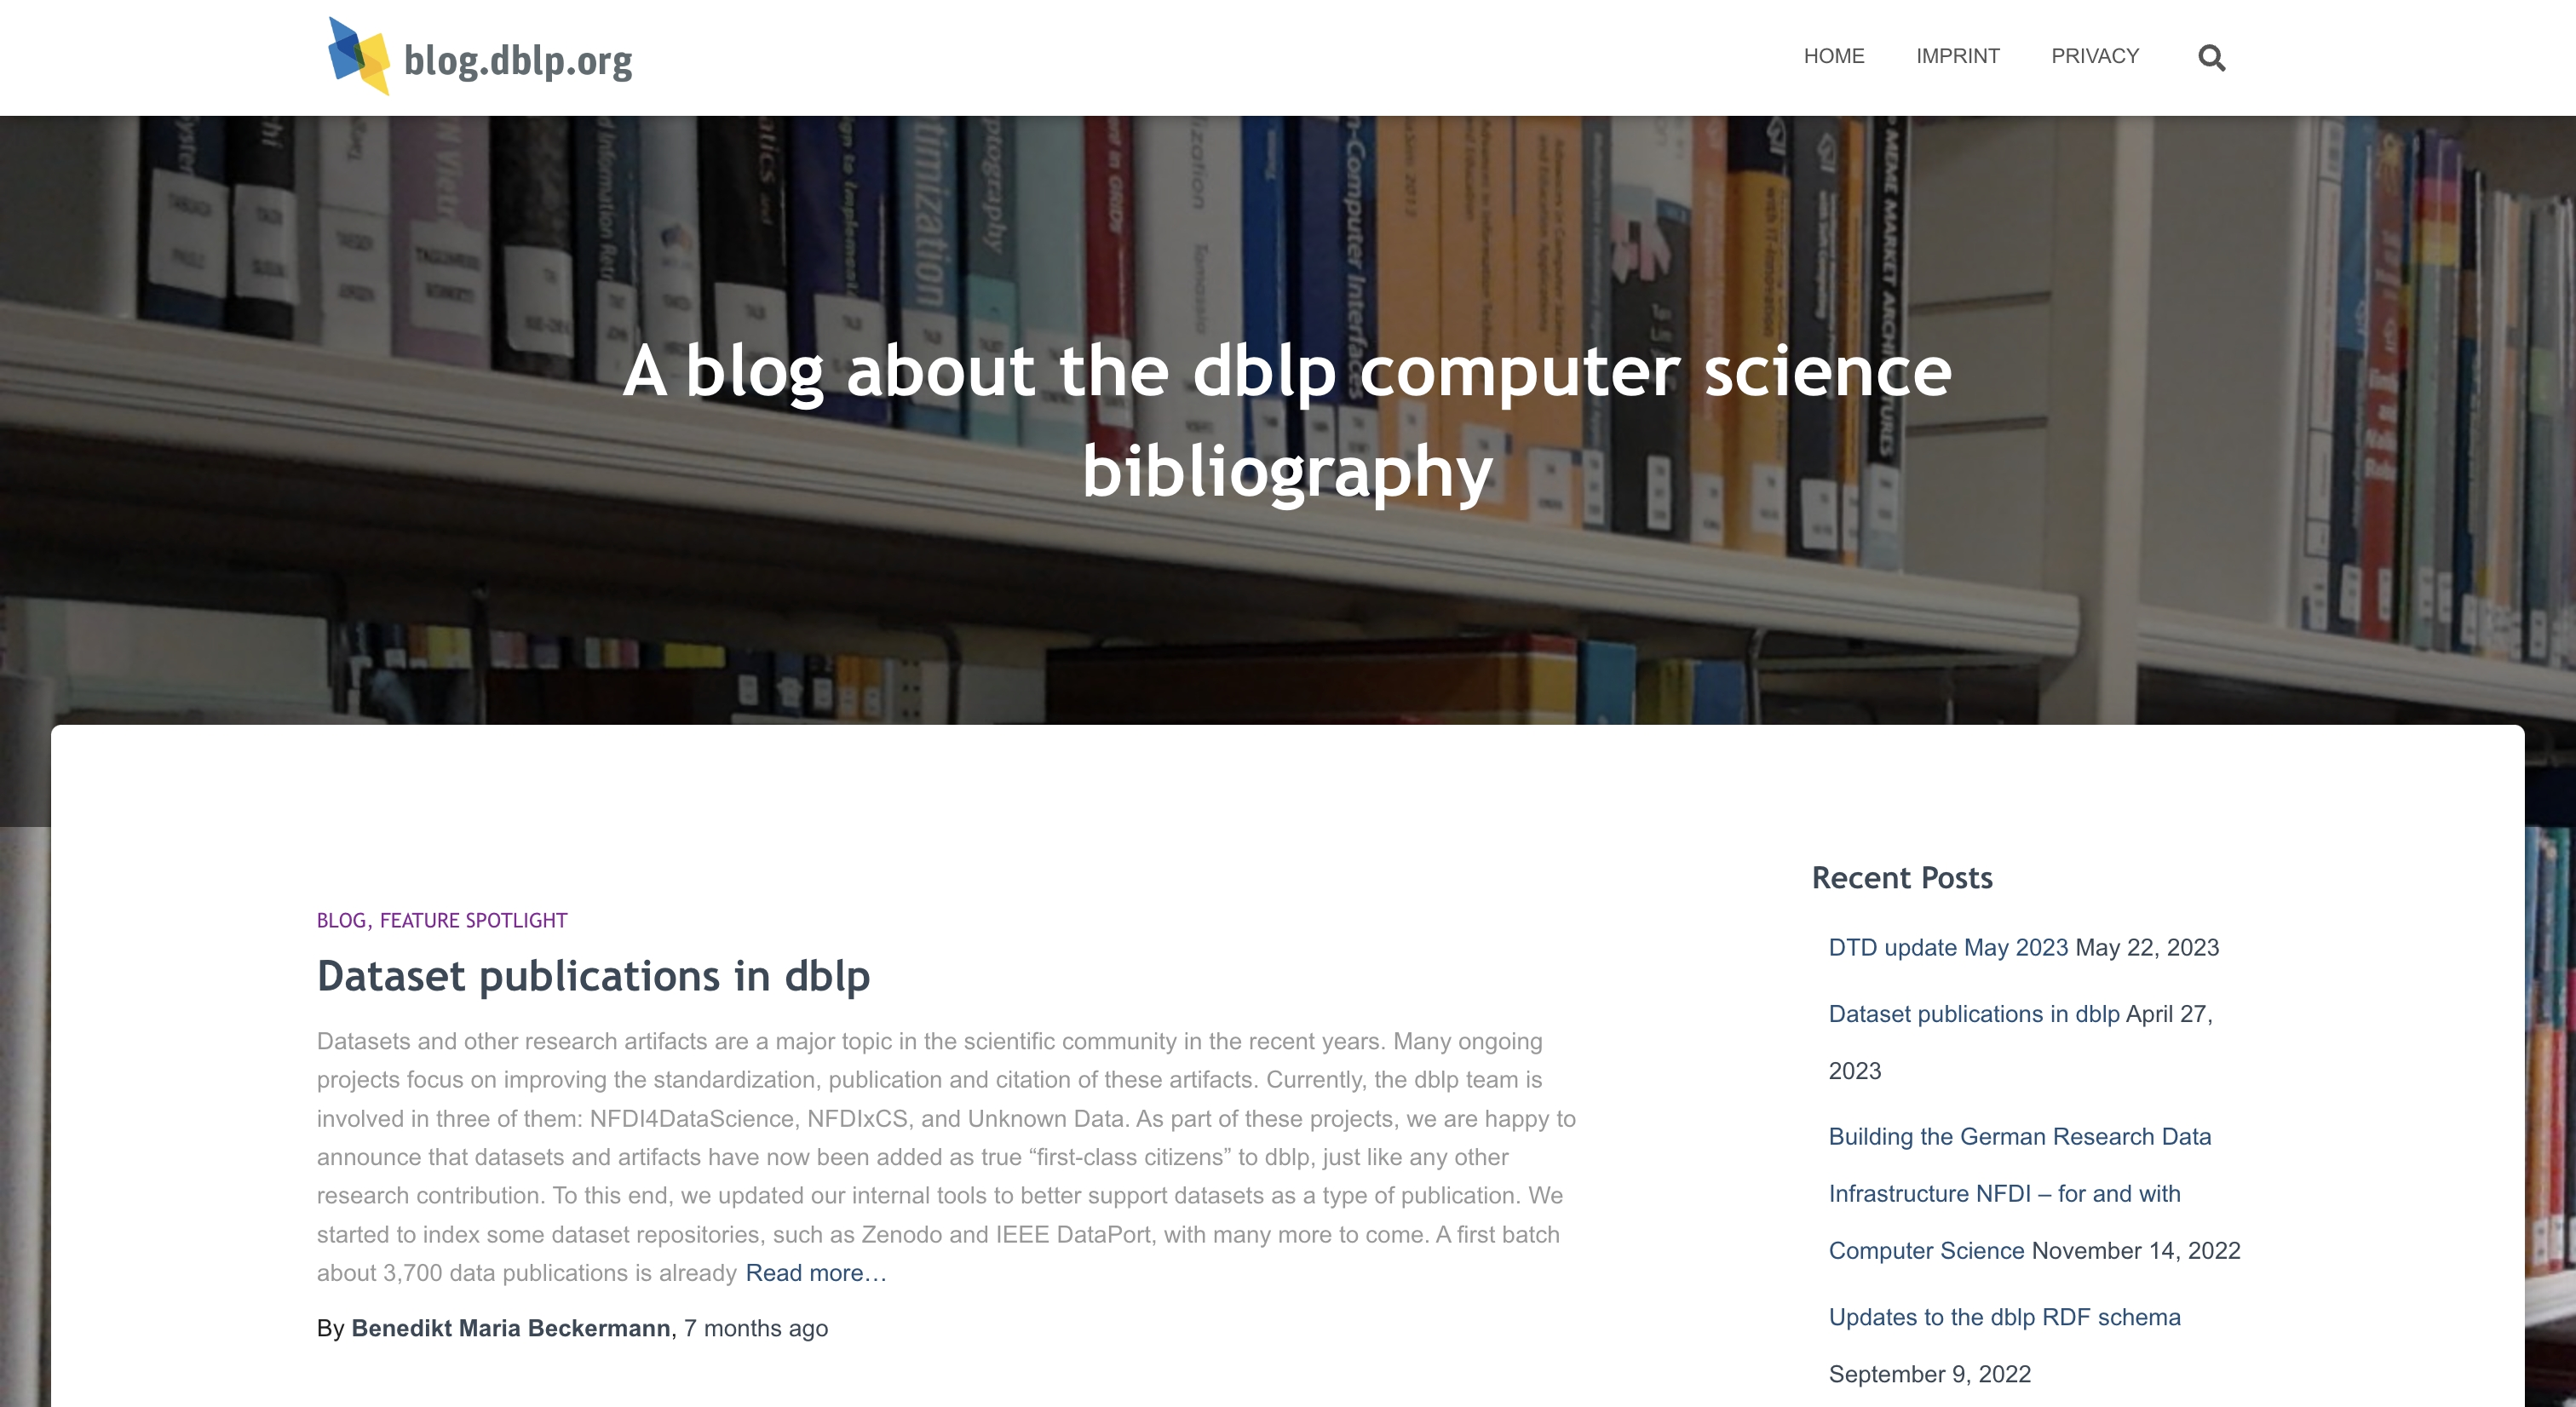 blog.dblp.org
HOME
IMPRINT
PRIVACY
A blog about the dblp computer science
bibliography
BLOG, FEATURE SPOTLIGHT
Dataset publications in dblp
Datasets and other research artifacts are a major topic in the scientific community in the recent years. Many ongoing
projects focus on improving the standardization, publication and citation of these artifacts. Currently, the dblp team is
involved in three of them: NFDI4DataScience, NFDIxCS, and Unknown Data. As part of these projects, we are happy to
announce that datasets and artifacts have now been added as true “first-class citizens” to dblp, just like any other
research contribution. To this end, we updated our internal tools to better support datasets as a type of publication. We
started to index some dataset repositories, such as Zenodo and IEEE DataPort, with many more to come. A first batch
about 3,700 data publications is already Read more…
By Benedikt Maria Beckermann, 7 months ago
Recent Posts
DTD update May 2023 May 22, 2023
Dataset publications in dblp April 27,
2023
Building the German Research Data
Infrastructure NFDI – for and with
Computer Science November 14, 2022
Updates to the dblp RDF schema
September 9, 2022